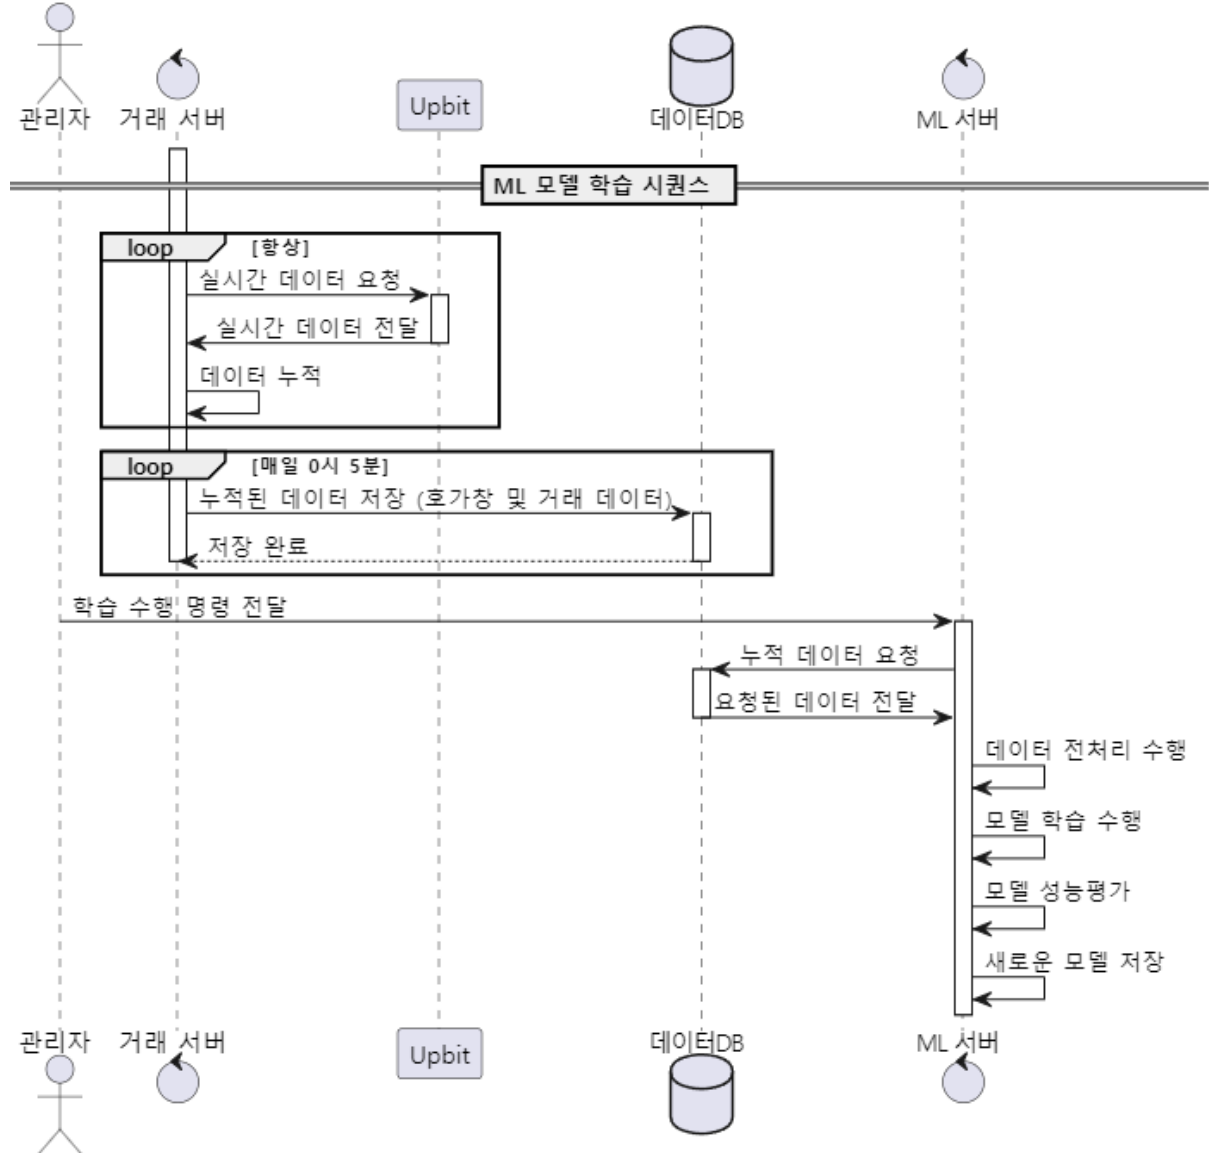 관리자
거래 서버
Upbit
데이터DB
ML 서버
ML 모델 학습 시퀀스
loop [항상]
실시간 데이터 요청
실시간 데이터 전달
데이터 누적
loop [매일 0시 5분]
누적된 데이터 저장 (호가창 및 거래 데이터)
저장 완료
학습 수행 명령 전달
누적 데이터 요청
요청된 데이터 전달
데이터 전처리 수행
모델 학습 수행
모델 성능평가
새로운 모델 저장
관리자
거래 서버
Upbit
데이터DB
ML 서버